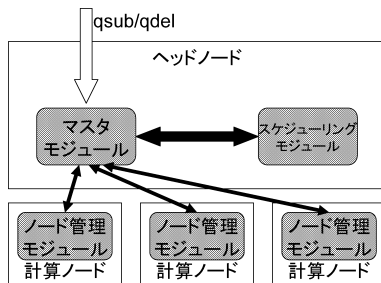 qsub/qdel
ヘッドノード
マスタ
モジュール
スケジューリング
モジュール
ノード管理
モジュール
計算ノード
ノード管理
モジュール
計算ノード
ノード管理
モジュール
計算ノード